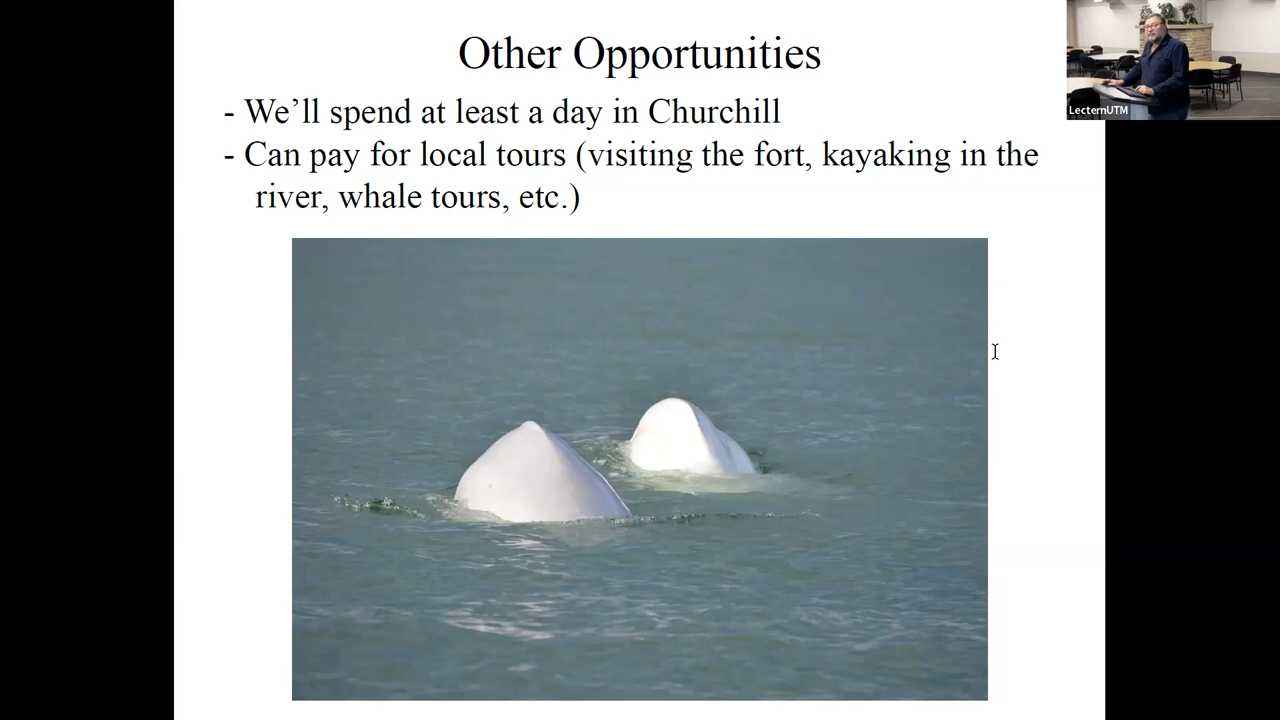 Other Opportunities
- We’ll spend at least a day in Churchill
- Can pay for local tours (visiting the fort, kayaking in the
river, whale tours, etc.)
LecternUTM